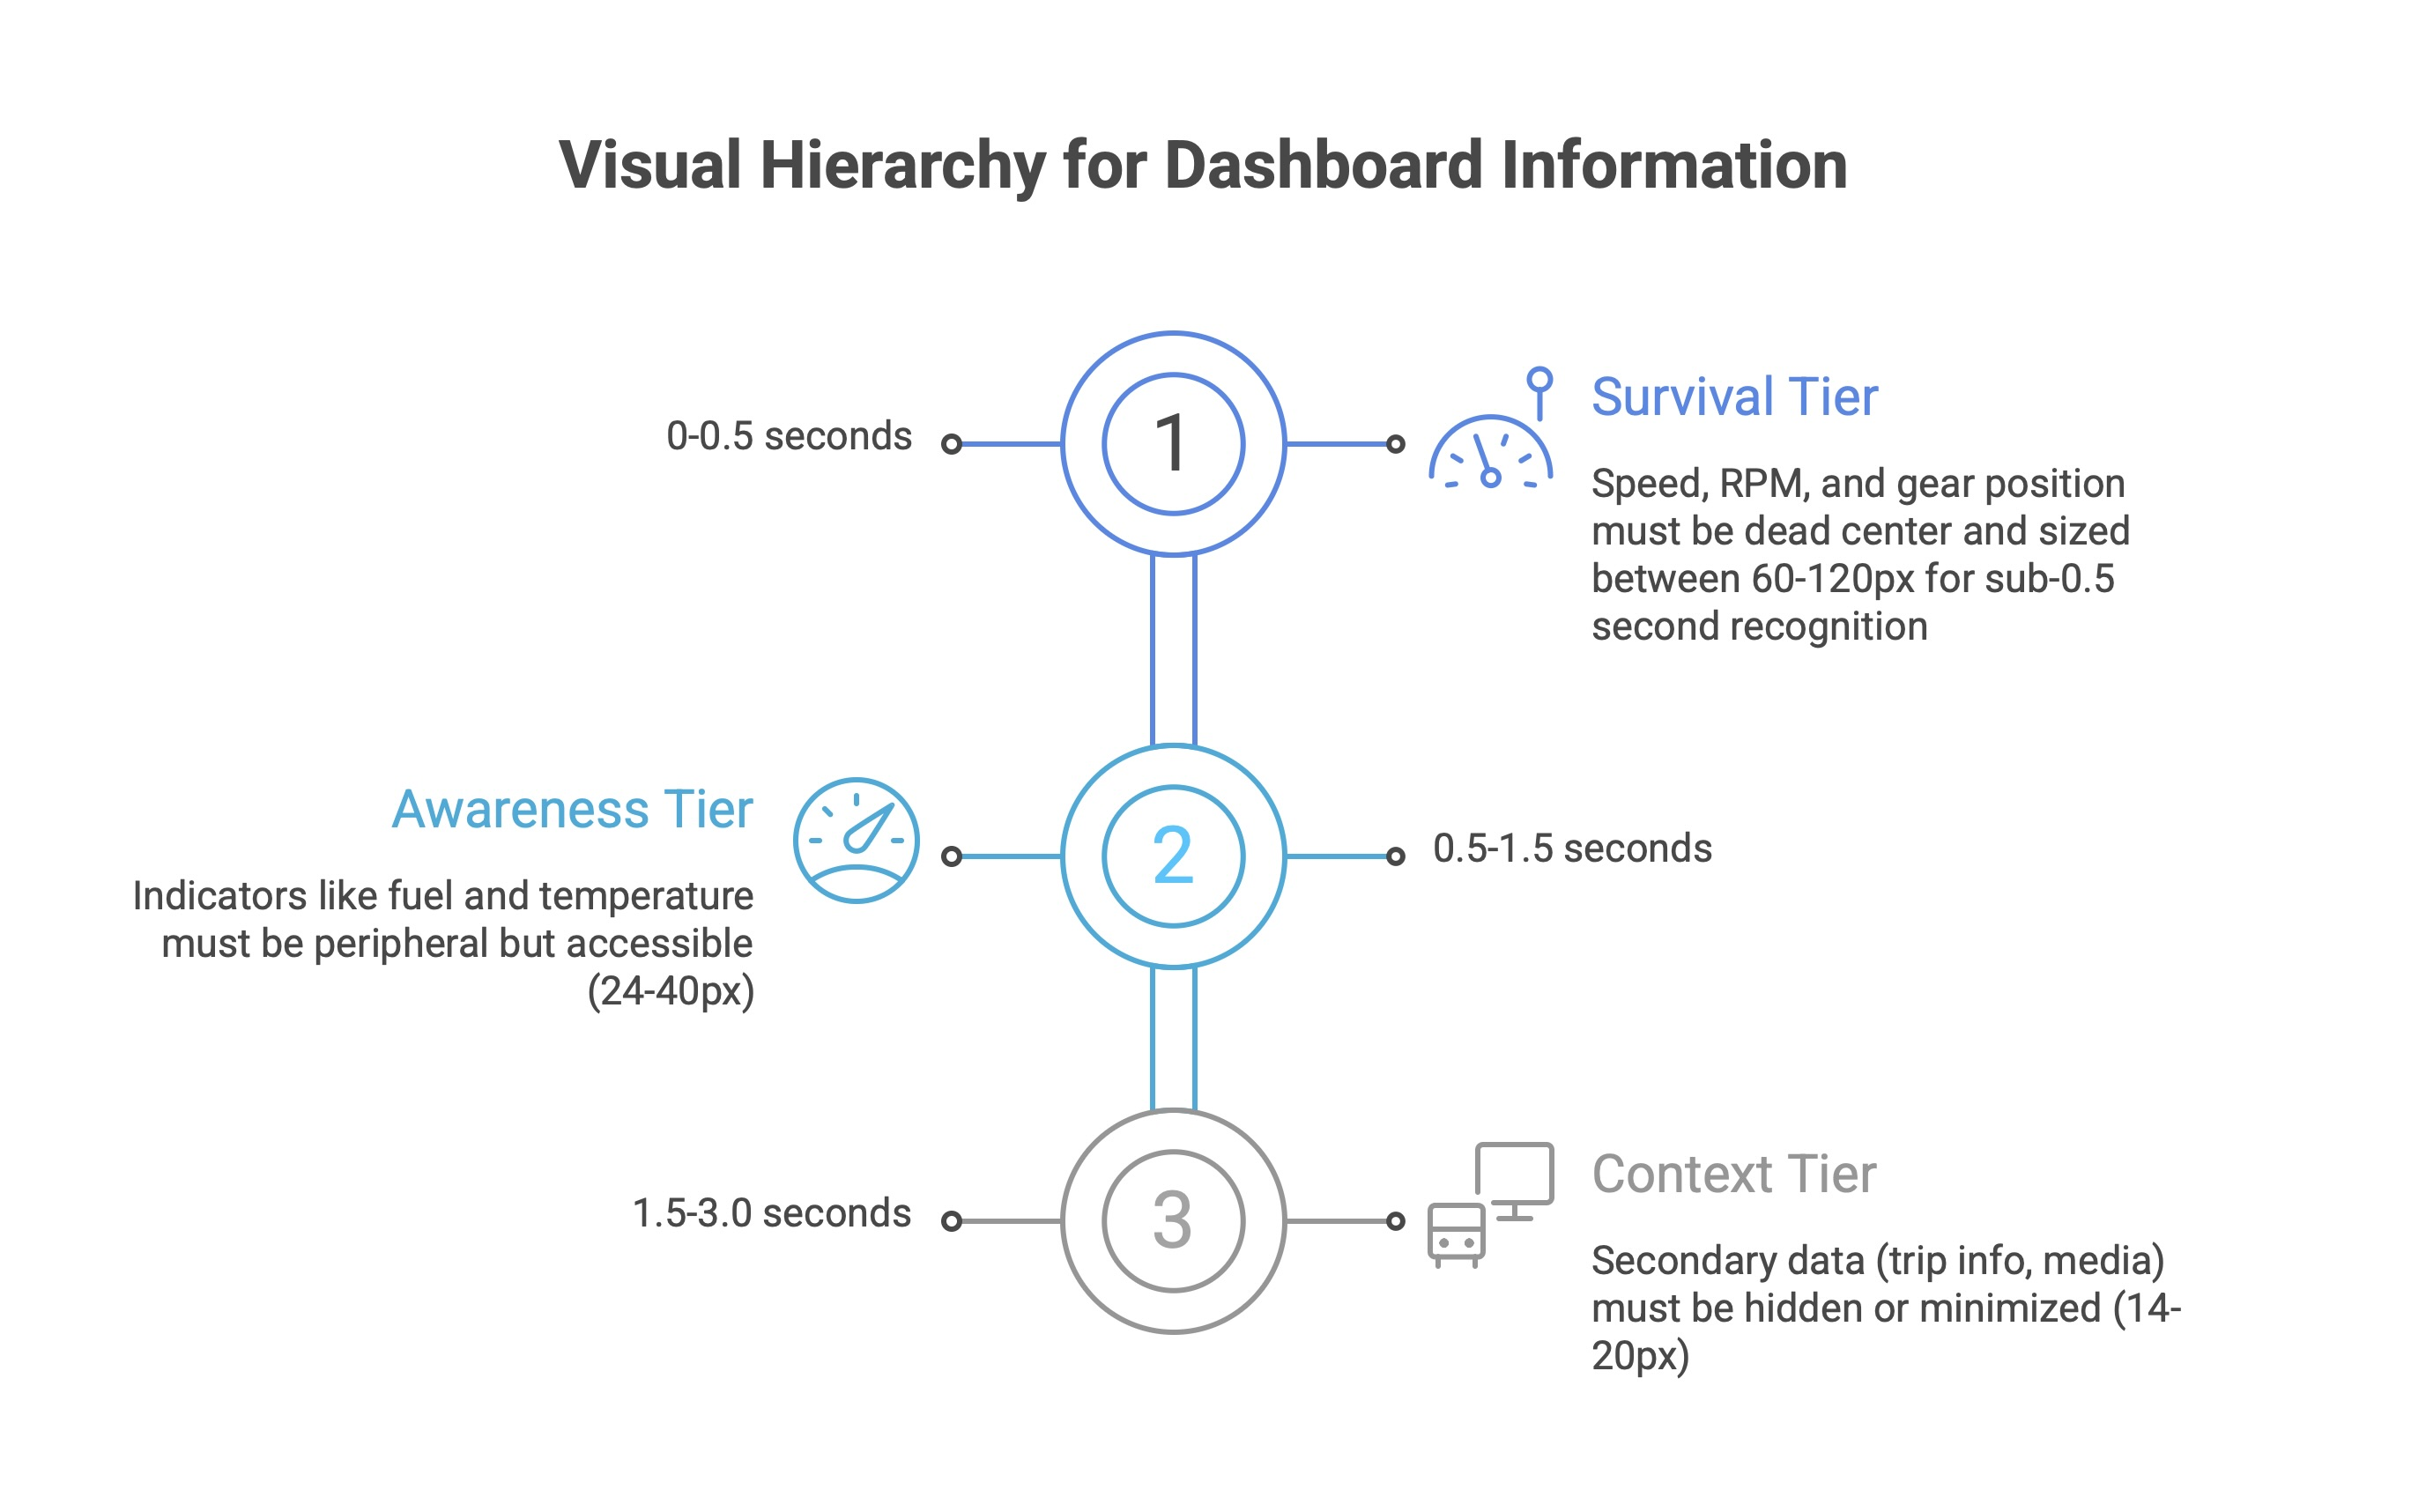 Visual Hierarchy for Dashboard Information
0-0.5 seconds
1
Survival Tier
Speed, RPM, and gear position
must be dead center and sized
between 60-120px for sub-0.5
second recognition
Awareness Tier
Indicators like fuel and temperature
must be peripheral but accessible
(24-40px)
2
0.5-1.5 seconds
1.5-3.0 seconds
3
Context Tier
Secondary data (trip info, media)
must be hidden or minimized (14-
20px)